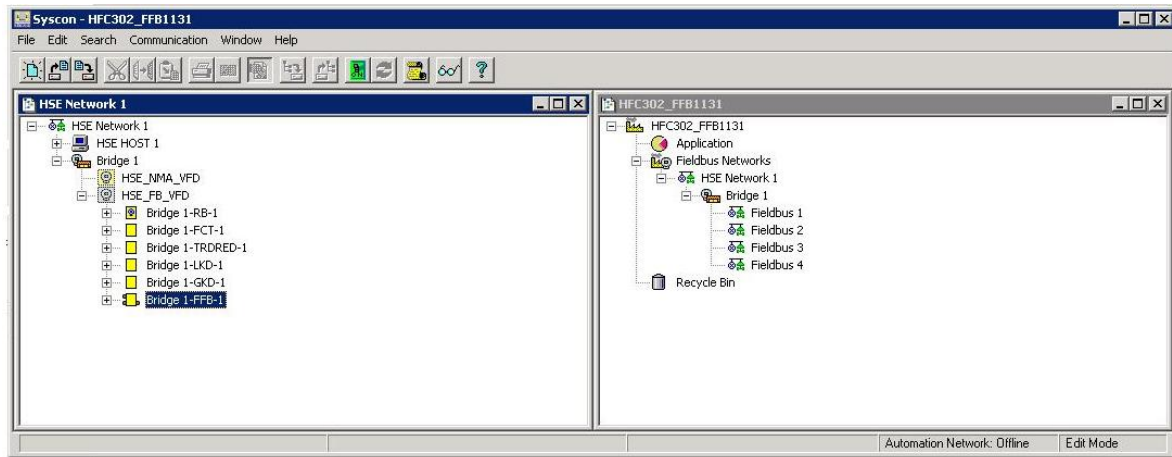 Syscon - HFC302_FFB1131
File Edit Search Communication Window Help
HSE Network 1
HSE Network 1
HSE HOST 1
Bridge 1
HSE_NMA_VFD
HSE_FB_VFD
Bridge 1-RB-1
Bridge 1-FCT-1
Bridge 1-TRDRED-1
Bridge 1-LKD-1
Bridge 1-GKD-1
Bridge 1-FFB-1
HFC302_FFB1131
HFC302_FFB1131
Application
Fieldbus Networks
HSE Network 1
Bridge 1
Fieldbus 1
Fieldbus 2
Fieldbus 3
Fieldbus 4
Recycle Bin
Automation Network: Offline Edit Mode